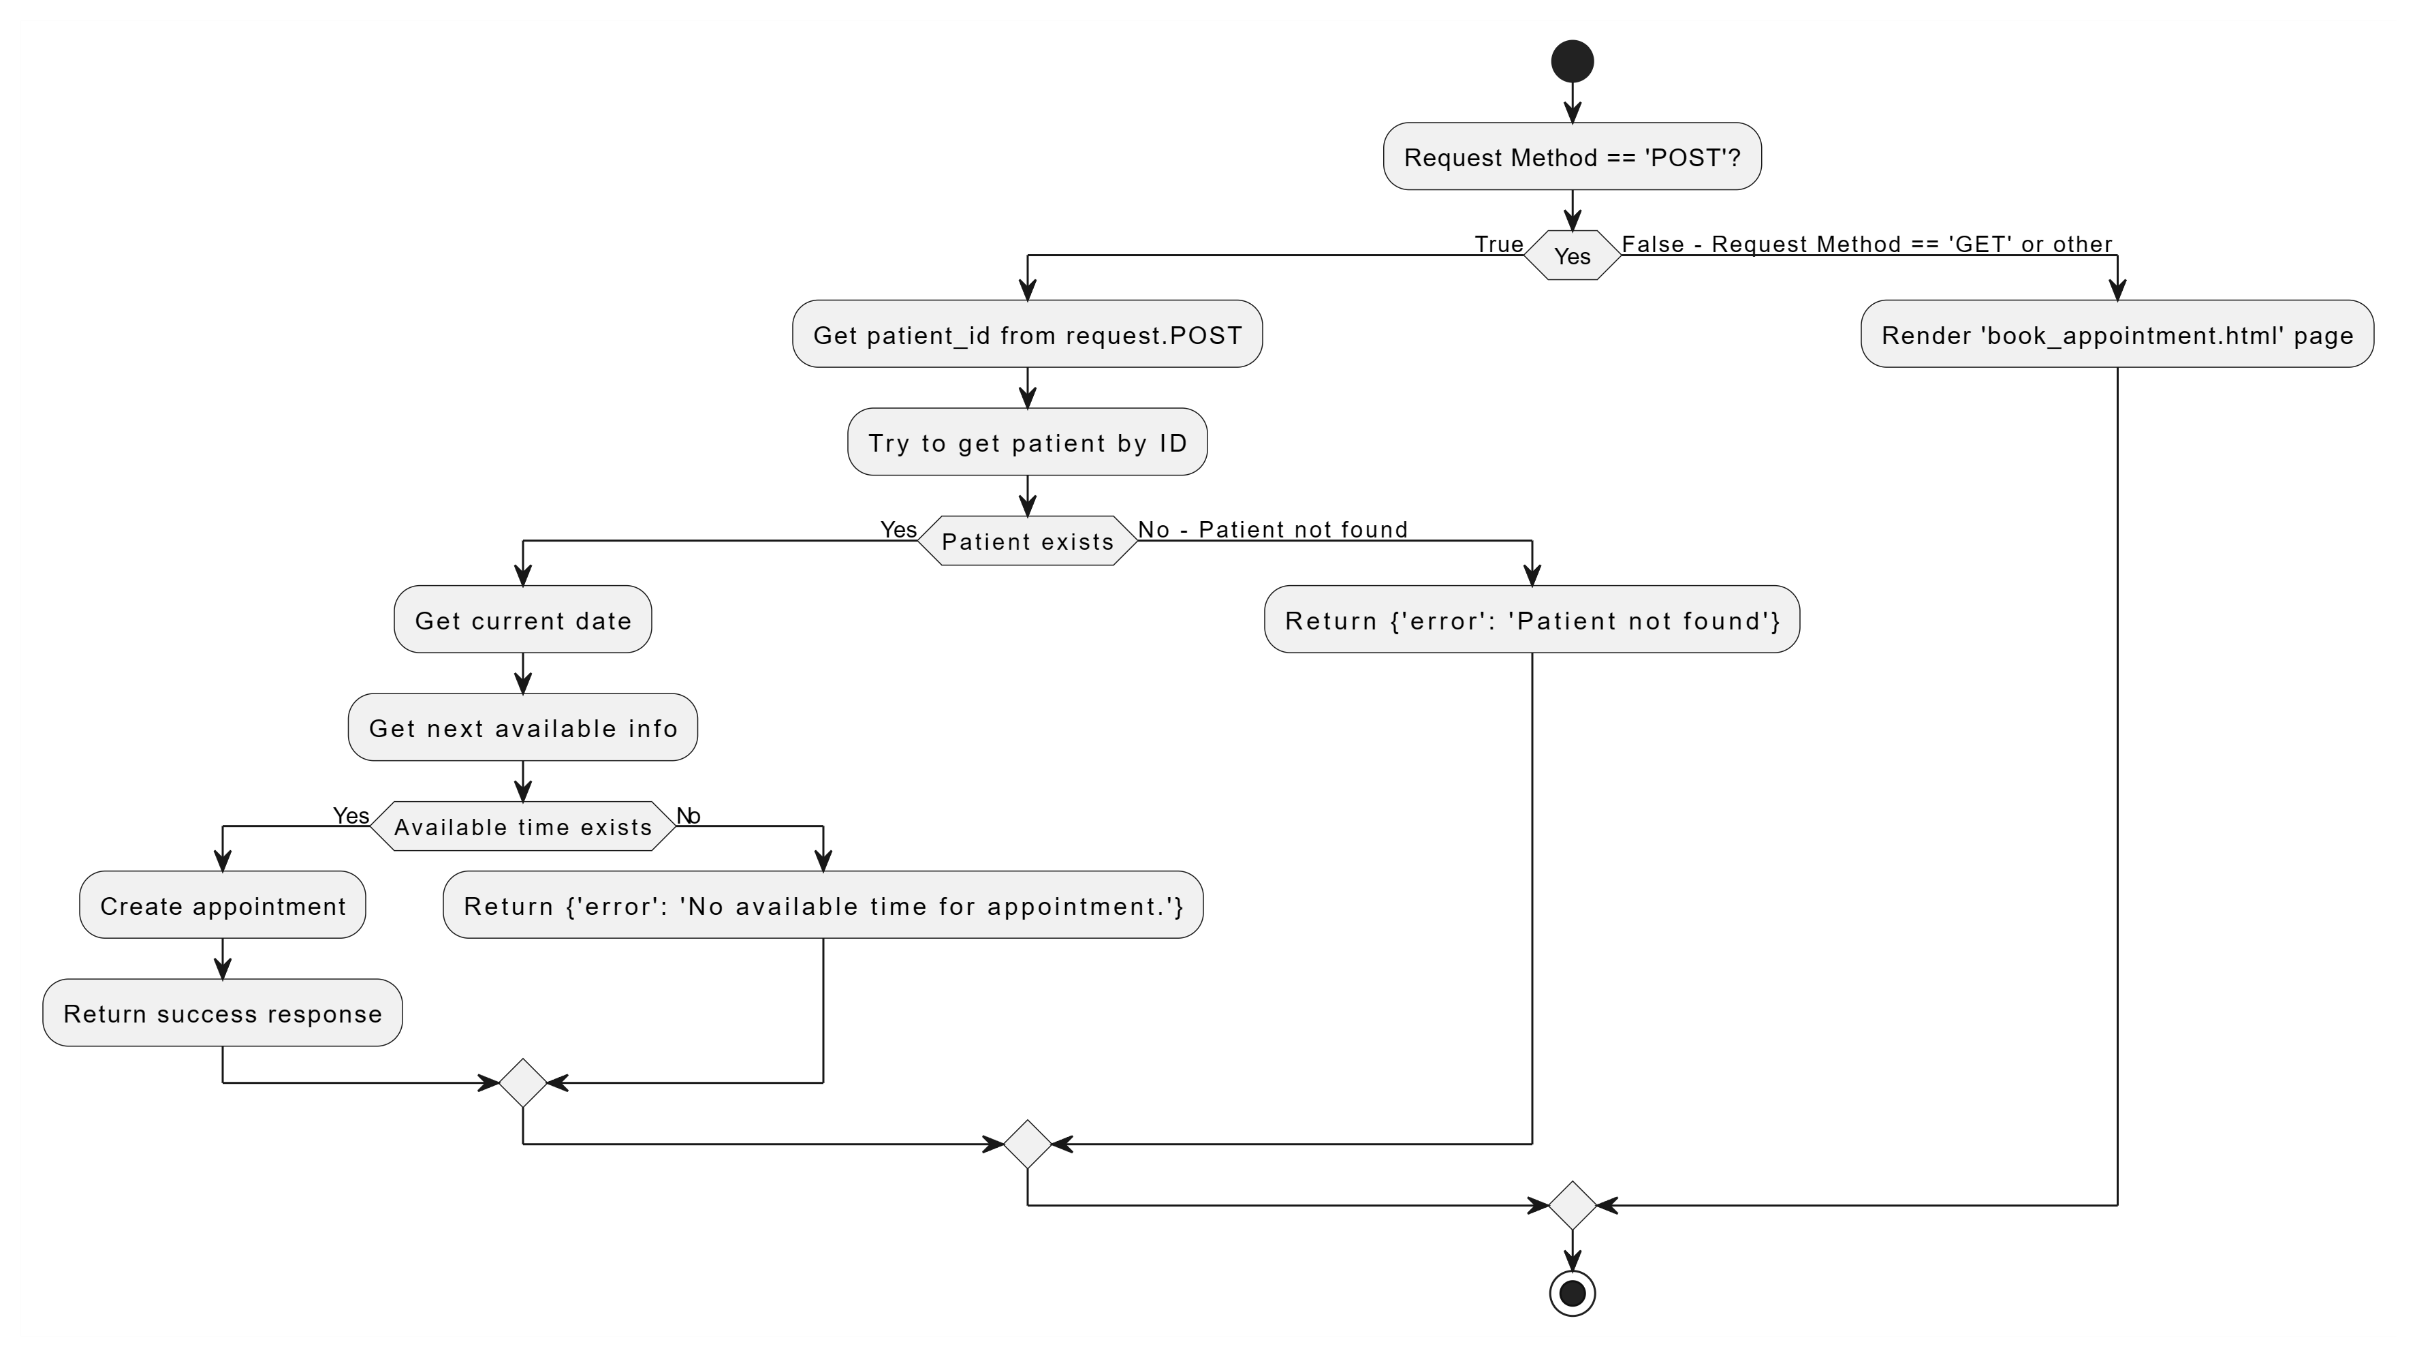 Request Method == 'POST'?
True
Yes
False - Request Method == 'GET' or other
Get patient_id from request.POST
Render 'book_appointment.html' page
Try to get patient by ID
Yes
Patient exists
No - Patient not found
Get current date
Return {'error': 'Patient not found'}
Get next available info
Yes
Available time exists
No
Create appointment
Return {'error': 'No available time for appointment.'}
Return success response